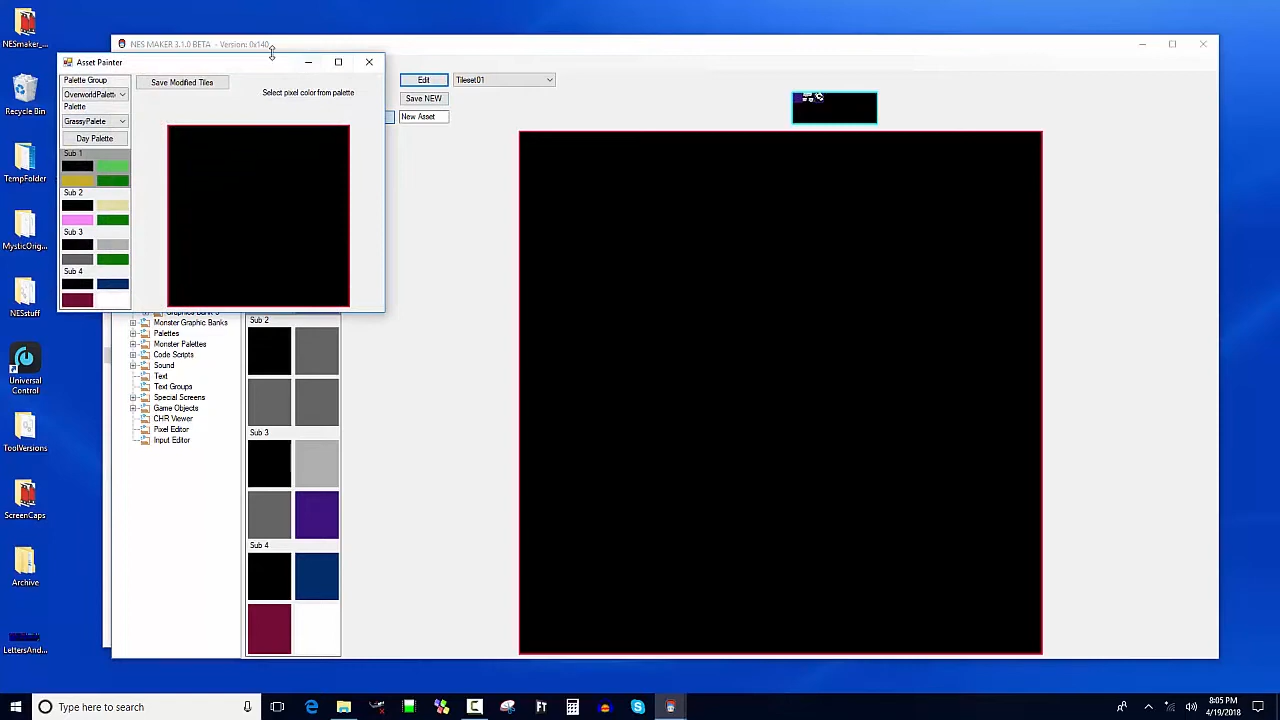 NESmaker_...
Recycle Bin
TempFolder
MysticOrig...
NEStuff
Universal
Control
ToolVersions
ScreenCaps
Archive
LettersAnd...
NES MAKER 3.1.0 BETA - Version: 0x140
Asset Painter
Palette Group
OverworldPalett
Palette
GrassyPalete
Day Palette
Sub 1
Sub 2
Sub 3
Sub 4
Save Modified Tiles
Select pixel color from palette
Edit
Tileset01
Save NEW
New Asset
Monster Graphic Banks
Palettes
Monster Palettes
Code Scripts
Sound
Text
Text Groups
Special Screens
Game Objects
CHR Viewer
Pixel Editor
Input Editor
Sub 2
Sub 3
Sub 4
Type here to search
8:05 PM
4/19/2018